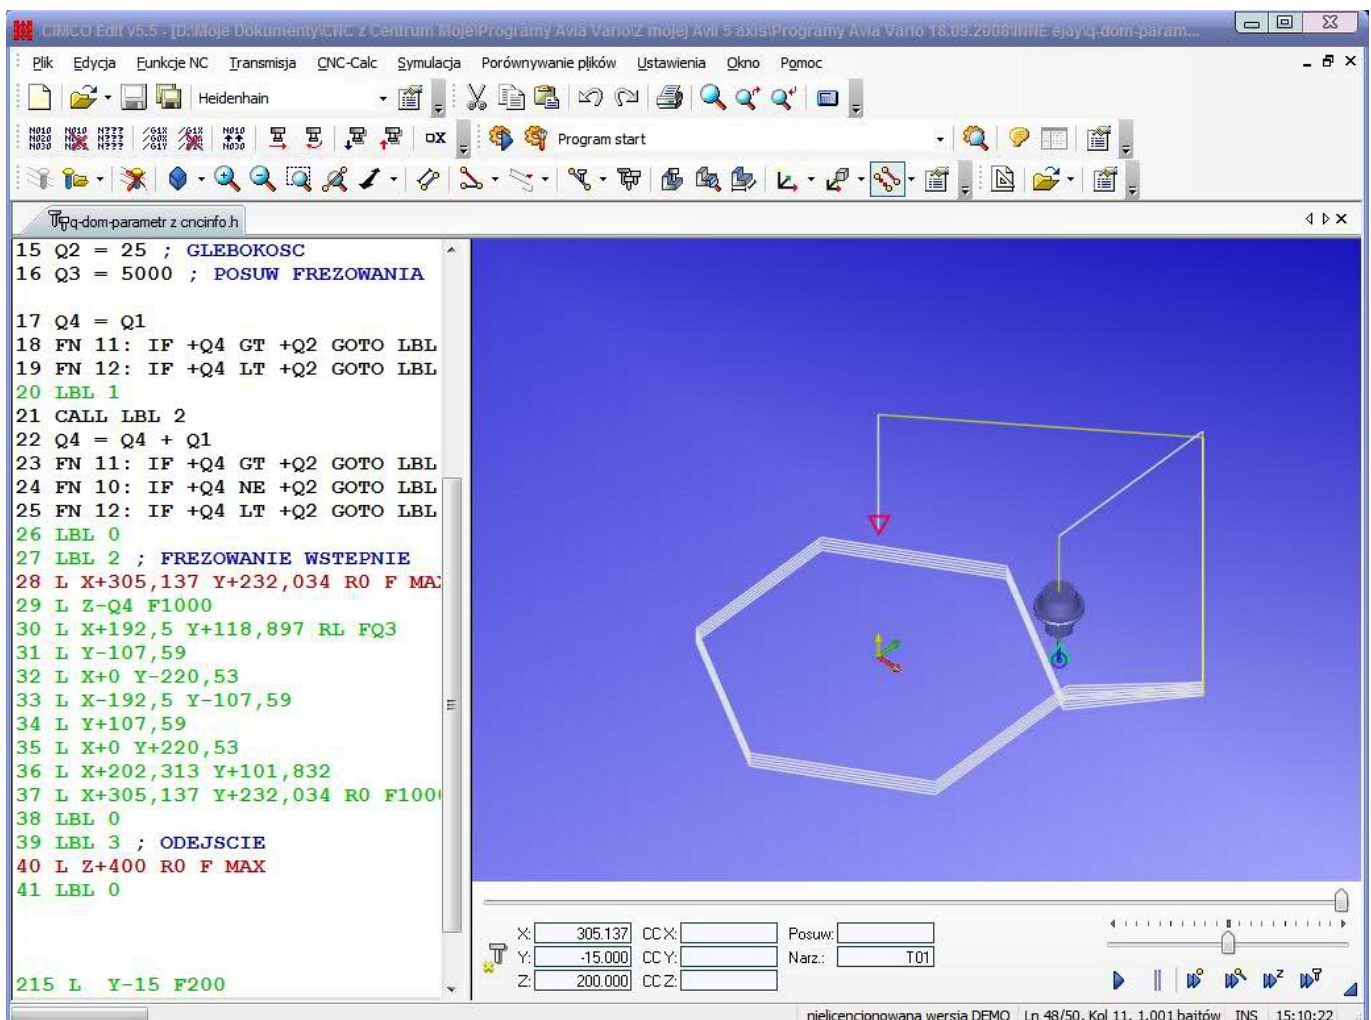 CIMCO Edit v5.5 - [D:\Moje Dokumenty\CNC z Centrum Moje\Programy Avia Vario\Z mojej Avii 5 axis\Programy Avia Vario 18.09.2008\INNE ejay\q-dom-param...
Plik Edycja Funkcje NC Transmisja CNC-Calc Symulacja Porównywanie plików Ustawienia Okno Pomoc
Heidenhain
Program start
q-dom-parametr z cncinfo.h
15 Q2 = 25 ; GLEBOKOSC
16 Q3 = 5000 ; POSUW FREZOWANIA
17 Q4 = Q1
18 FN 11: IF +Q4 GT +Q2 GOTO LBL
19 FN 12: IF +Q4 LT +Q2 GOTO LBL
20 LBL 1
21 CALL LBL 2
22 Q4 = Q4 + Q1
23 FN 11: IF +Q4 GT +Q2 GOTO LBL
24 FN 10: IF +Q4 NE +Q2 GOTO LBL
25 FN 12: IF +Q4 LT +Q2 GOTO LBL
26 LBL 0
27 LBL 2 ; FREZOWANIE WSTEPNIE
28 L X+305,137 Y+232,034 R0 F MAX
29 L Z-Q4 F1000
30 L X+192,5 Y+118,897 RL FQ3
31 L Y-107,59
32 L X+0 Y-220,53
33 L X-192,5 Y-107,59
34 L Y+107,59
35 L X+0 Y+220,53
36 L X+202,313 Y+101,832
37 L X+305,137 Y+232,034 R0 F1000
38 LBL 0
39 LBL 3 ; ODEJSCIE
40 L Z+400 R0 F MAX
41 LBL 0
215 L Y-15 F200
X: 305.137 CC X: Posuw:
Y: -15.000 CC Y: Narz.: T01
Z: 200.000 CC Z:
nielicencjonowana wersja DEMO Ln 48/50, Kol 11, 1,001 bajtów INS 15:10:22